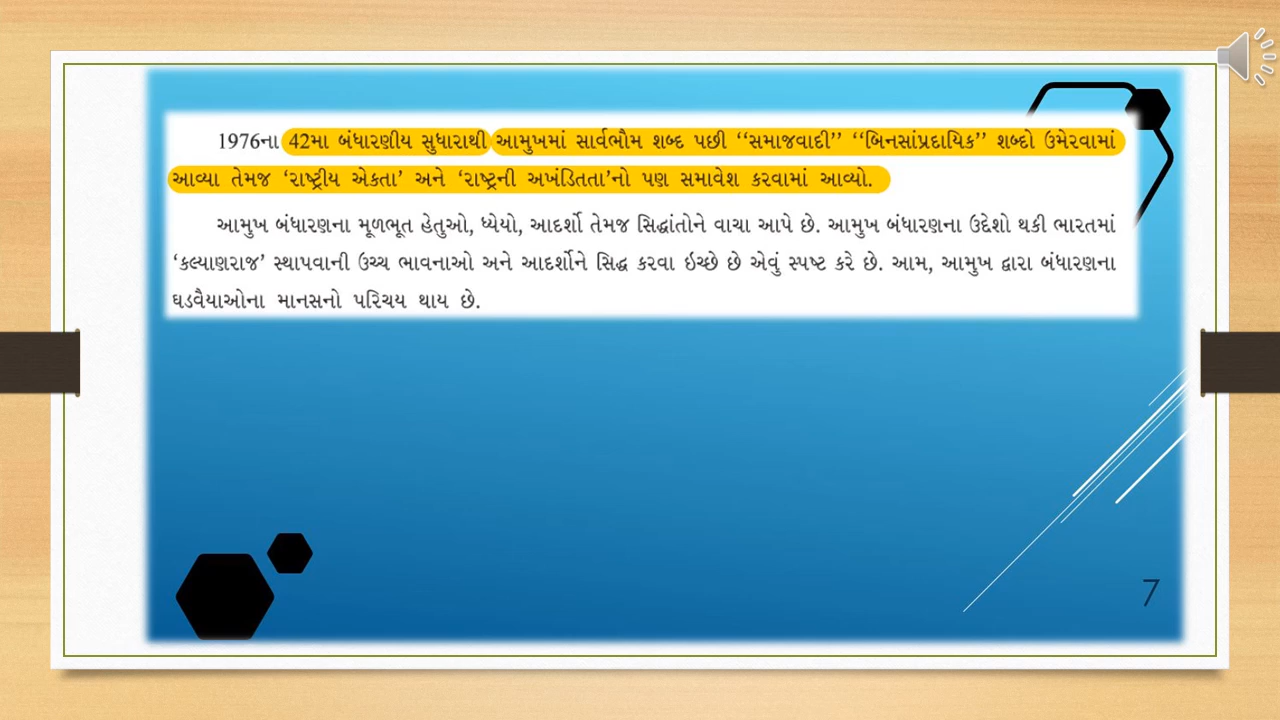 1976ના 42મા બંધારણીય સુધારાથી આમુખમાં સાર્વભૌમ શબ્દ પછી ‘‘સમાજવાદી’’ ‘‘બિનસાંપ્રદાયિક’’ શબ્દો ઉમેરવામાં
આવ્યા તેમજ ‘રાષ્ટ્રીય એકતા’ અને ‘રાષ્ટ્રની અખંડિતતા’નો પણ સમાવેશ કરવામાં આવ્યો.
આમુખ બંધારણના મૂળભૂત હેતુઓ, ધ્યેયો, આદર્શો તેમજ સિદ્ધાંતોને વાચા આપે છે. આમુખ બંધારણના ઉદ્દેશો થકી ભારતમાં
‘કલ્યાણરાજ’ સ્થાપવાની ઉચ્ચ ભાવનાઓ અને આદર્શોને સિદ્ધ કરવા ઇચ્છે છે એવું સ્પષ્ટ કરે છે. આમ, આમુખ દ્વારા બંધારણના
ઘડવૈયાઓના માનસનો પરિચય થાય છે.
7